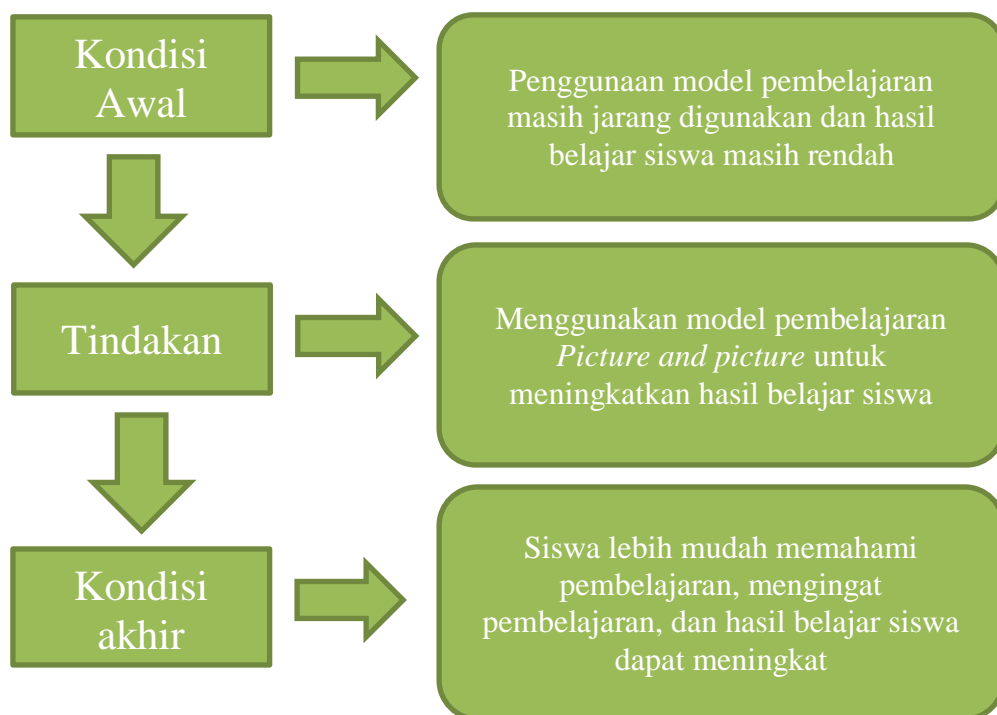 Kondisi
Awal
Penggunaan model pembelajaran
masih jarang digunakan dan hasil
belajar siswa masih rendah
Tindakan
Menggunakan model pembelajaran
Picture and picture untuk
meningkatkan hasil belajar siswa
Kondisi
akhir
Siswa lebih mudah memahami
pembelajaran, mengingat
pembelajaran, dan hasil belajar siswa
dapat meningkat